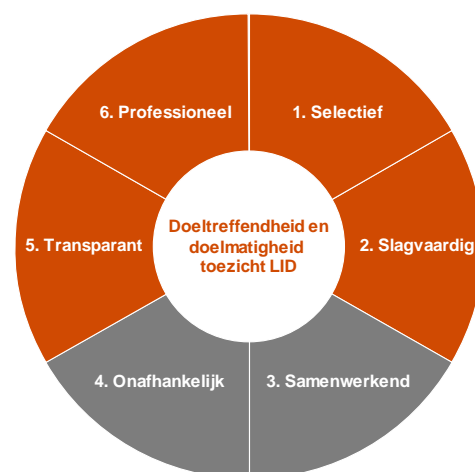 6. Professioneel
1. Selectief
Doeltreffendheid en
doelmatigheid
toezicht LID
5. Transparant
2. Slagvaardig
4. Onafhankelijk
3. Samenwerkend